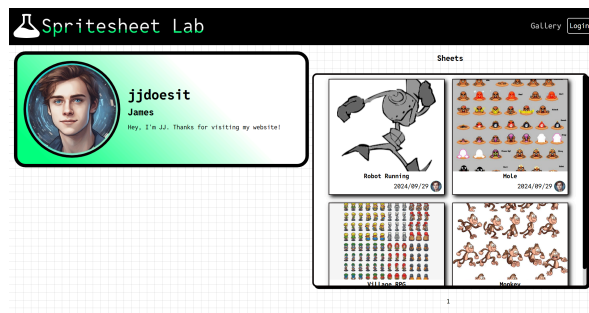 Spritesheet Lab
Gallery
Login
jjdoesit
James
Hey, I'm JJ. Thanks for visiting my website!
Sheets
Robot Running
2024/09/29
Mole
2024/09/29
Village RPG
Monkey
1